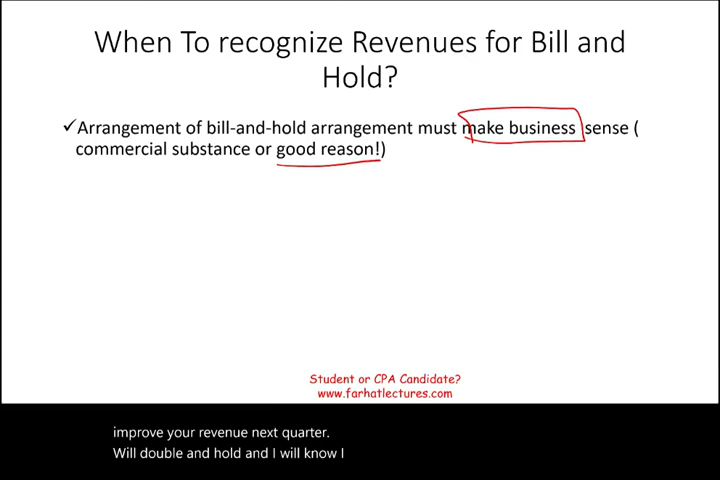 When To recognize Revenues for Bill and
Hold?
✓Arrangement of bill-and-hold arrangement must make business sense (
commercial substance or good reason!)
Student or CPA Candidate?
www.farhatlectures.com
improve your revenue next quarter.
Will double and hold and I will know I